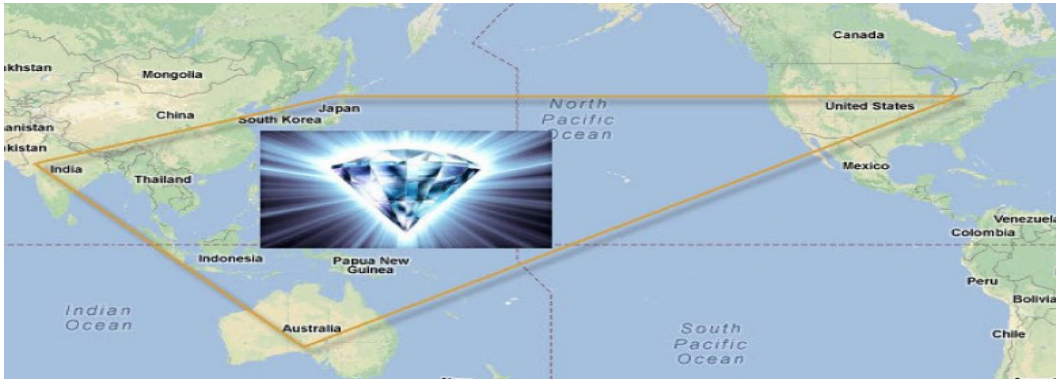 Canada
akhstan
Mongolia
China
Japan
South Korea
North
Pacific
Ocean
United States
anistan
akistan
India
Thailand
Mexico
Venezuela
Colombia
Indonesia
Papua New
Guinea
Peru
Bolivia
Indian
Ocean
Australia
South
Pacific
Ocean
Chile